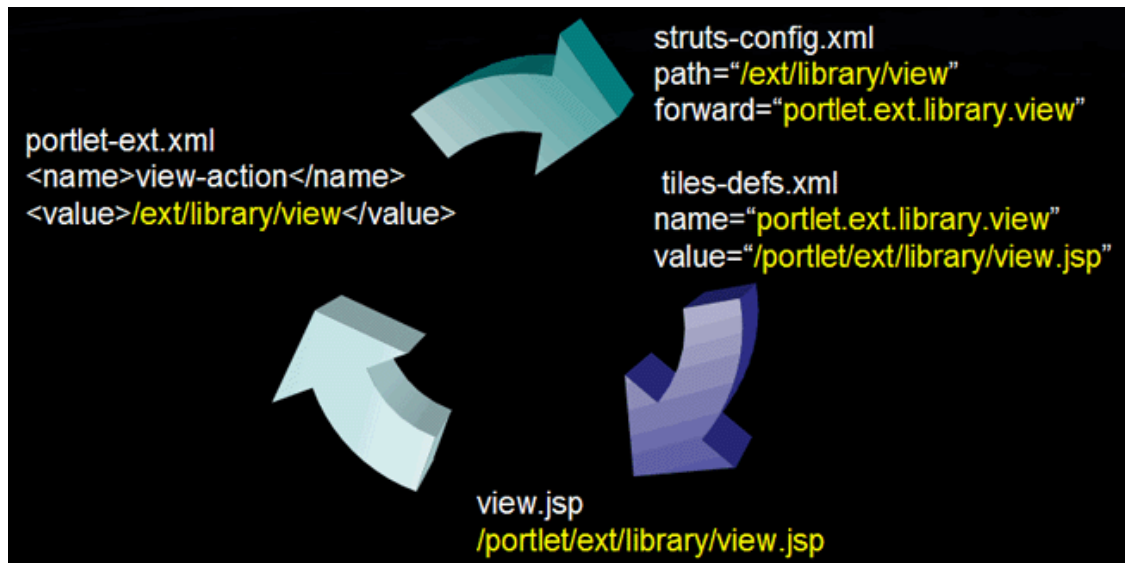 portlet-ext.xml
<name>view-action</name>
<value>/ext/library/view</value>
struts-config.xml
path=“/ext/library/view”
forward=“portlet.ext.library.view”
tiles-defs.xml
name=“portlet.ext.library.view”
value=“/portlet/ext/library/view.jsp”
view.jsp
/portlet/ext/library/view.jsp